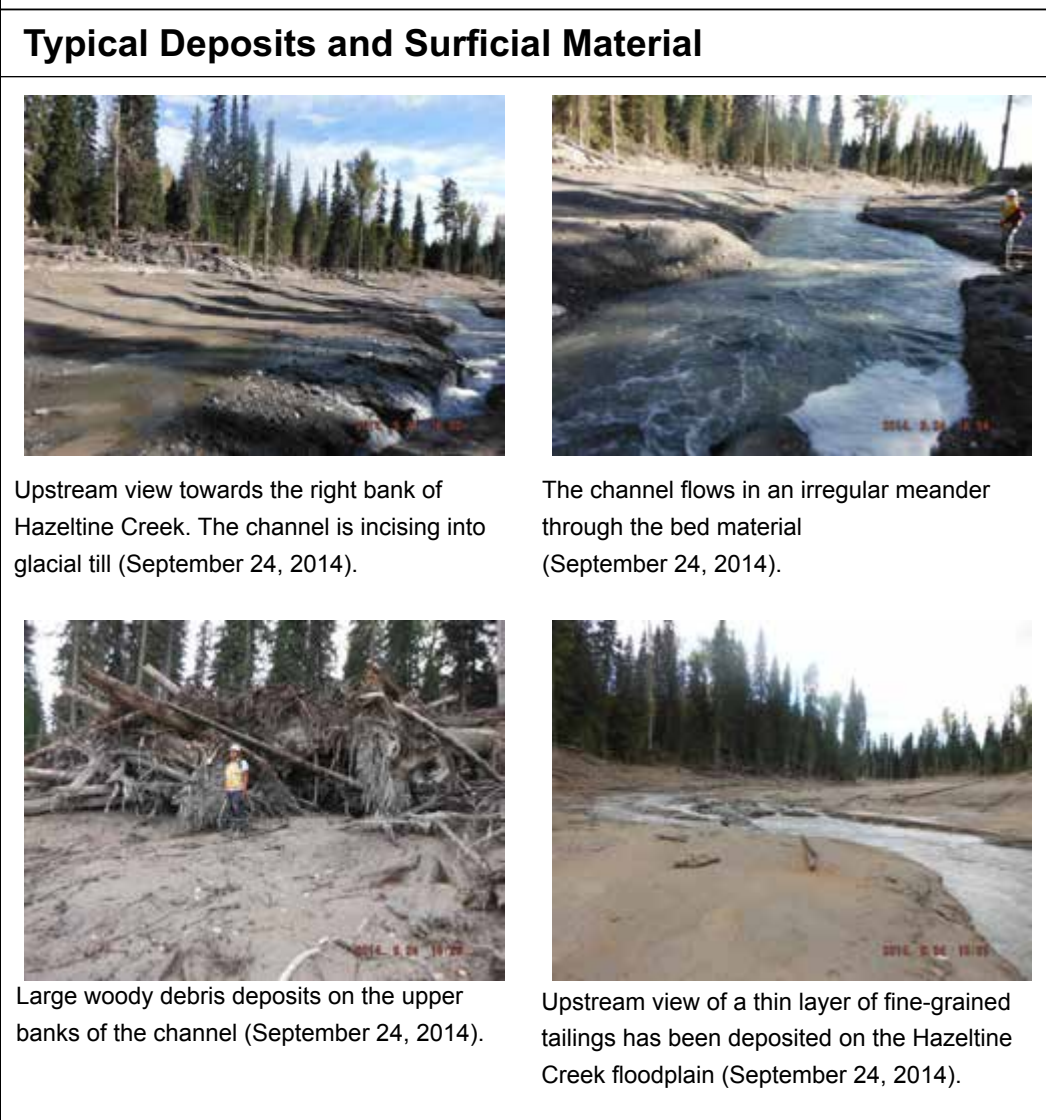 Typical Deposits and Surficial Material
Upstream view towards the right bank of
Hazeltine Creek. The channel is incising into
glacial till (September 24, 2014).
The channel flows in an irregular meander
through the bed material
(September 24, 2014).
Large woody debris deposits on the upper
banks of the channel (September 24, 2014).
Upstream view of a thin layer of fine-grained
tailings has been deposited on the Hazeltine
Creek floodplain (September 24, 2014).